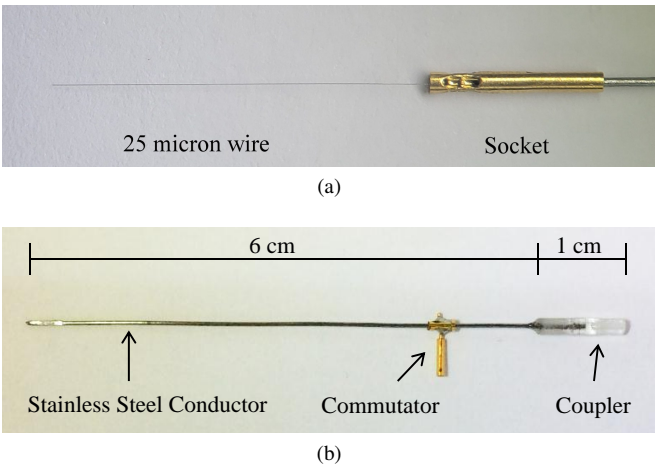 25 micron wire
Socket
(a)
6 cm
1 cm
Stainless Steel Conductor
Commutator
Coupler
(b)